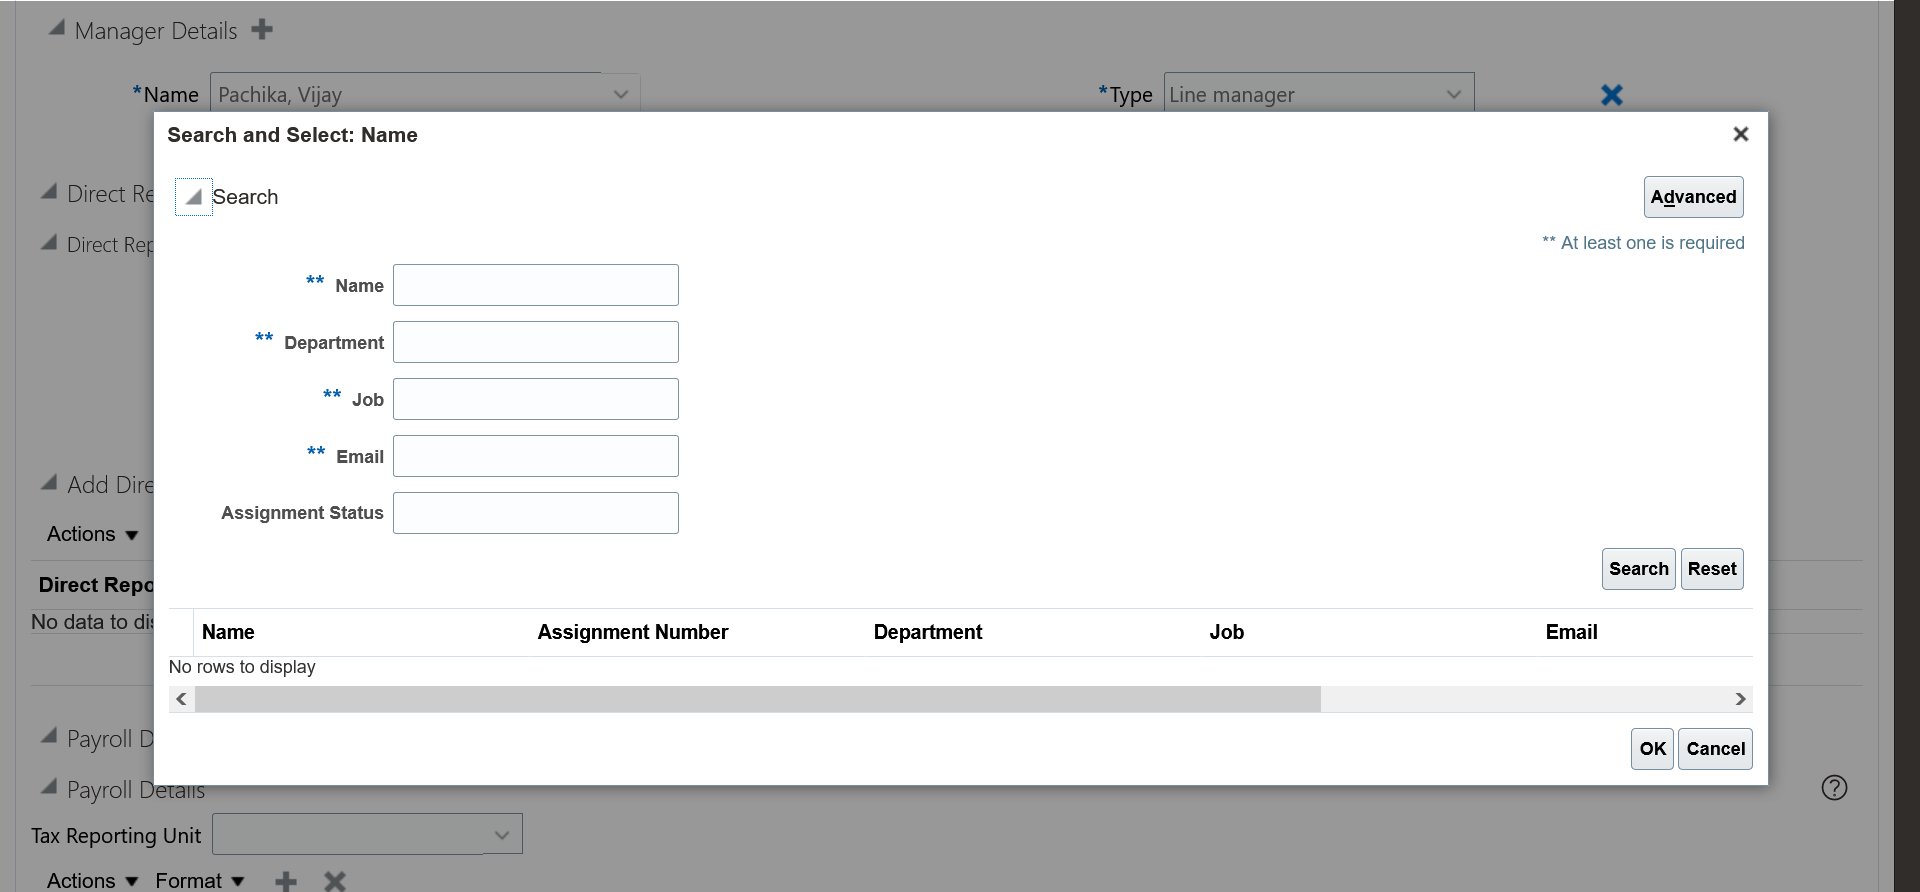 Manager Details
*Name Pachika, Vijay *Type Line manager
Search and Select: Name
Direct Re
Search
Advanced
** At least one is required
Direct Rep
** Name
** Department
** Job
** Email
Add Dire
Assignment Status
Actions
Search Reset
Direct Repo
No data to dis
Name Assignment Number Department Job Email
No rows to display
OK Cancel
Payroll D
Payroll Details
Tax Reporting Unit
Actions Format